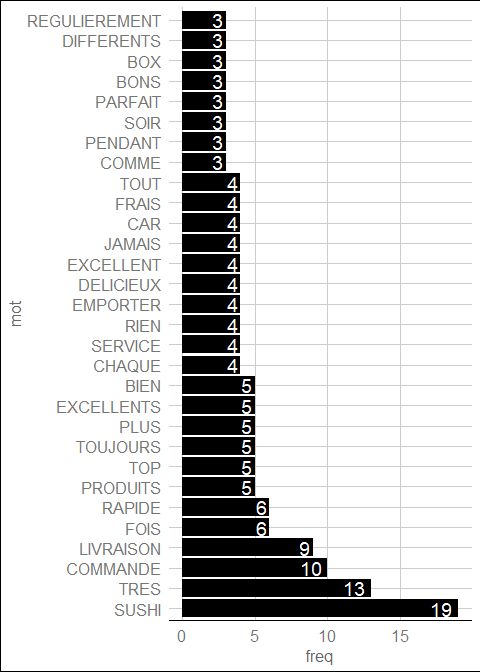 REGULIEREMENT 3
DIFFERENTS 3
BOX 3
BONS 3
PARFAIT 3
SOIR 3
PENDANT 3
COMME 3
TOUT 4
FRAIS 4
CAR 4
JAMAIS 4
EXCELLENT 4
DELICIEUX 4
EMPORTER 4
RIEN 4
SERVICE 4
CHAQUE 4
BIEN 5
EXCELLENTS 5
PLUS 5
TOUJOURS 5
TOP 5
PRODUITS 5
RAPIDE 6
FOIS 6
LIVRAISON 9
COMMANDE 10
TRES 13
SUSHI 19
0 5 10 15
freq
mot